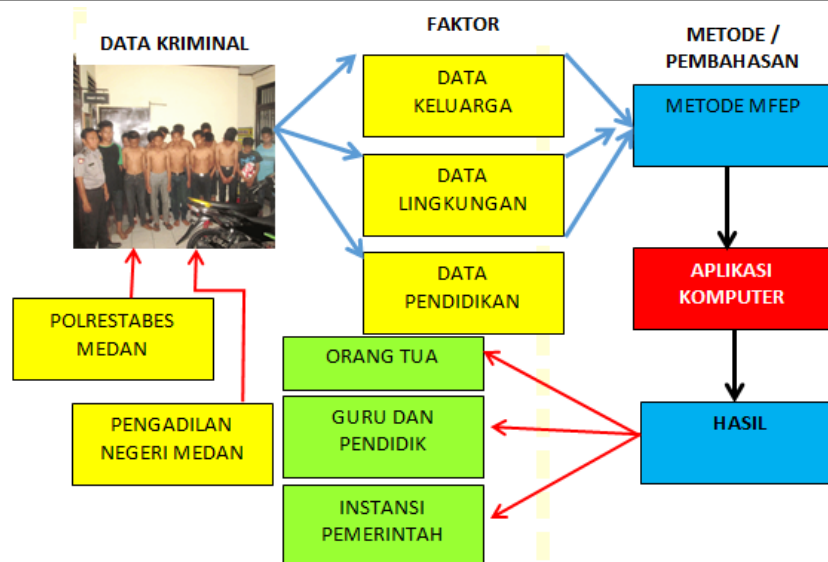 DATA KRIMINAL
FAKTOR
METODE /
PEMBAHASAN
DATA
KELUARGA
DATA
LINGKUNGAN
DATA
PENDIDIKAN
METODE MFEP
APLIKASI
KOMPUTER
HASIL
POLRESTABES
MEDAN
PENGADILAN
NEGERI MEDAN
ORANG TUA
GURU DAN
PENDIDIK
INSTANSI
PEMERINTAH